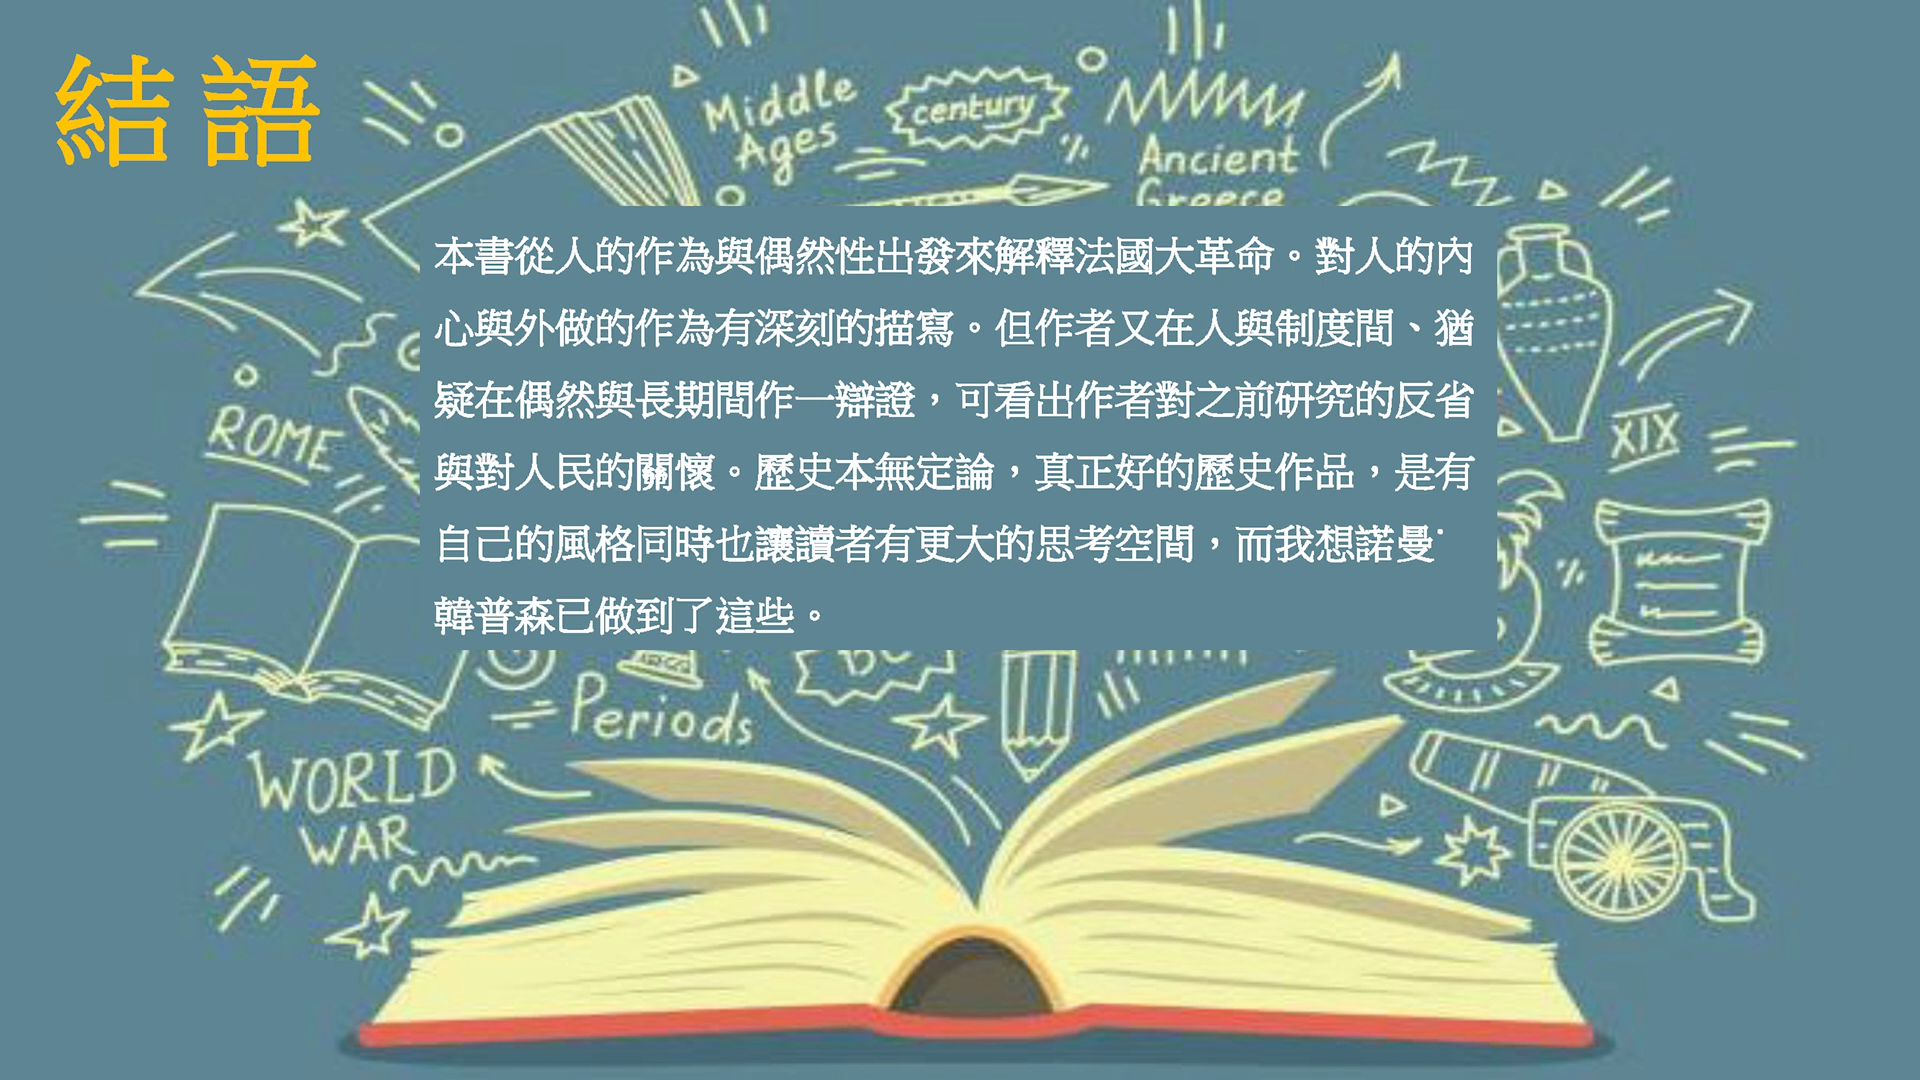 結語
Middle
Ages
century
Ancient
Greece
本書從人的作為與偶然性出發來解釋法國大革命。對人的內
心與外做的作為有深刻的描寫。但作者又在人與制度間、猶
疑在偶然與長期間作一辯證，可看出作者對之前研究的反省
與對人民的關懷。歷史本無定論，真正好的歷史作品，是有
自己的風格同時也讓讀者有更大的思考空間，而我想諾曼˙
韓普森已做到了這些。
ROME
XIX
Periods
WORLD
WAR